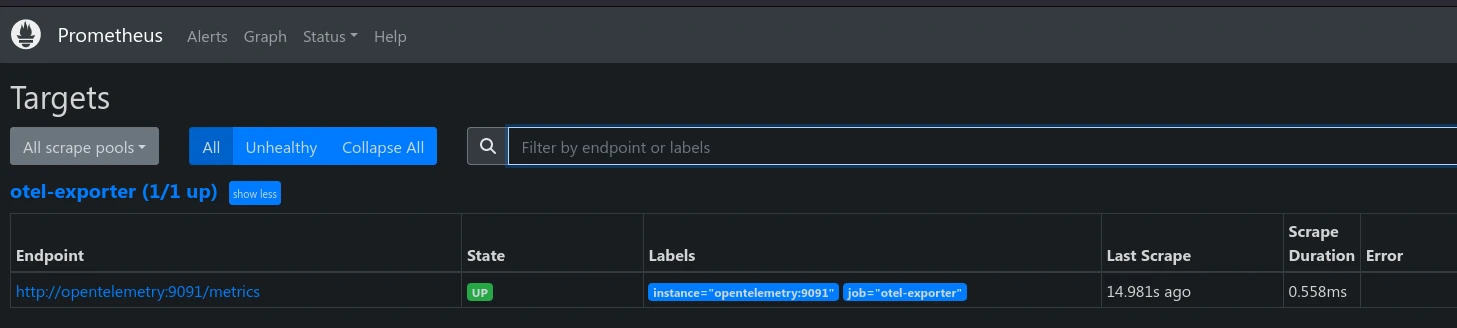 Prometheus Alerts Graph Status Help
Targets
All scrape pools All Unhealthy Collapse All Filter by endpoint or labels
otel-exporter (1/1 up) show less
Endpoint State Labels Last Scrape Scrape Duration Error
http://opentelemetry:9091/metrics UP instance="opentelemetry:9091" job="otel-exporter" 14.981s ago 0.558ms